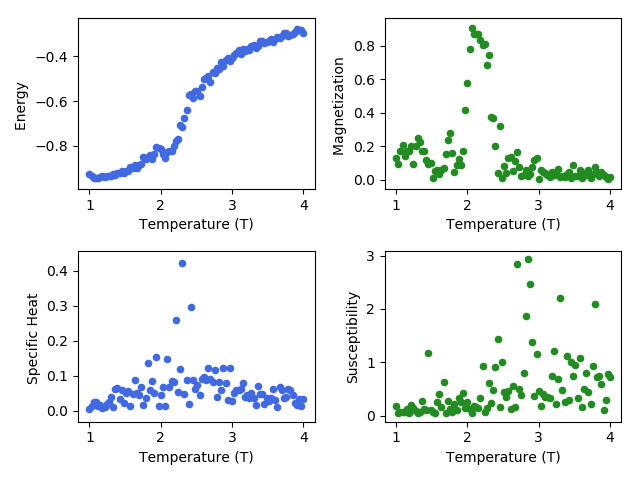 Energy
−0.4
−0.6
−0.8
1 2 3 4
Temperature (T)
Magnetization
0.8
0.6
0.4
0.2
0.0
1 2 3 4
Temperature (T)
Specific Heat
0.4
0.3
0.2
0.1
0.0
1 2 3 4
Temperature (T)
Susceptibility
3
2
1
0
1 2 3 4
Temperature (T)